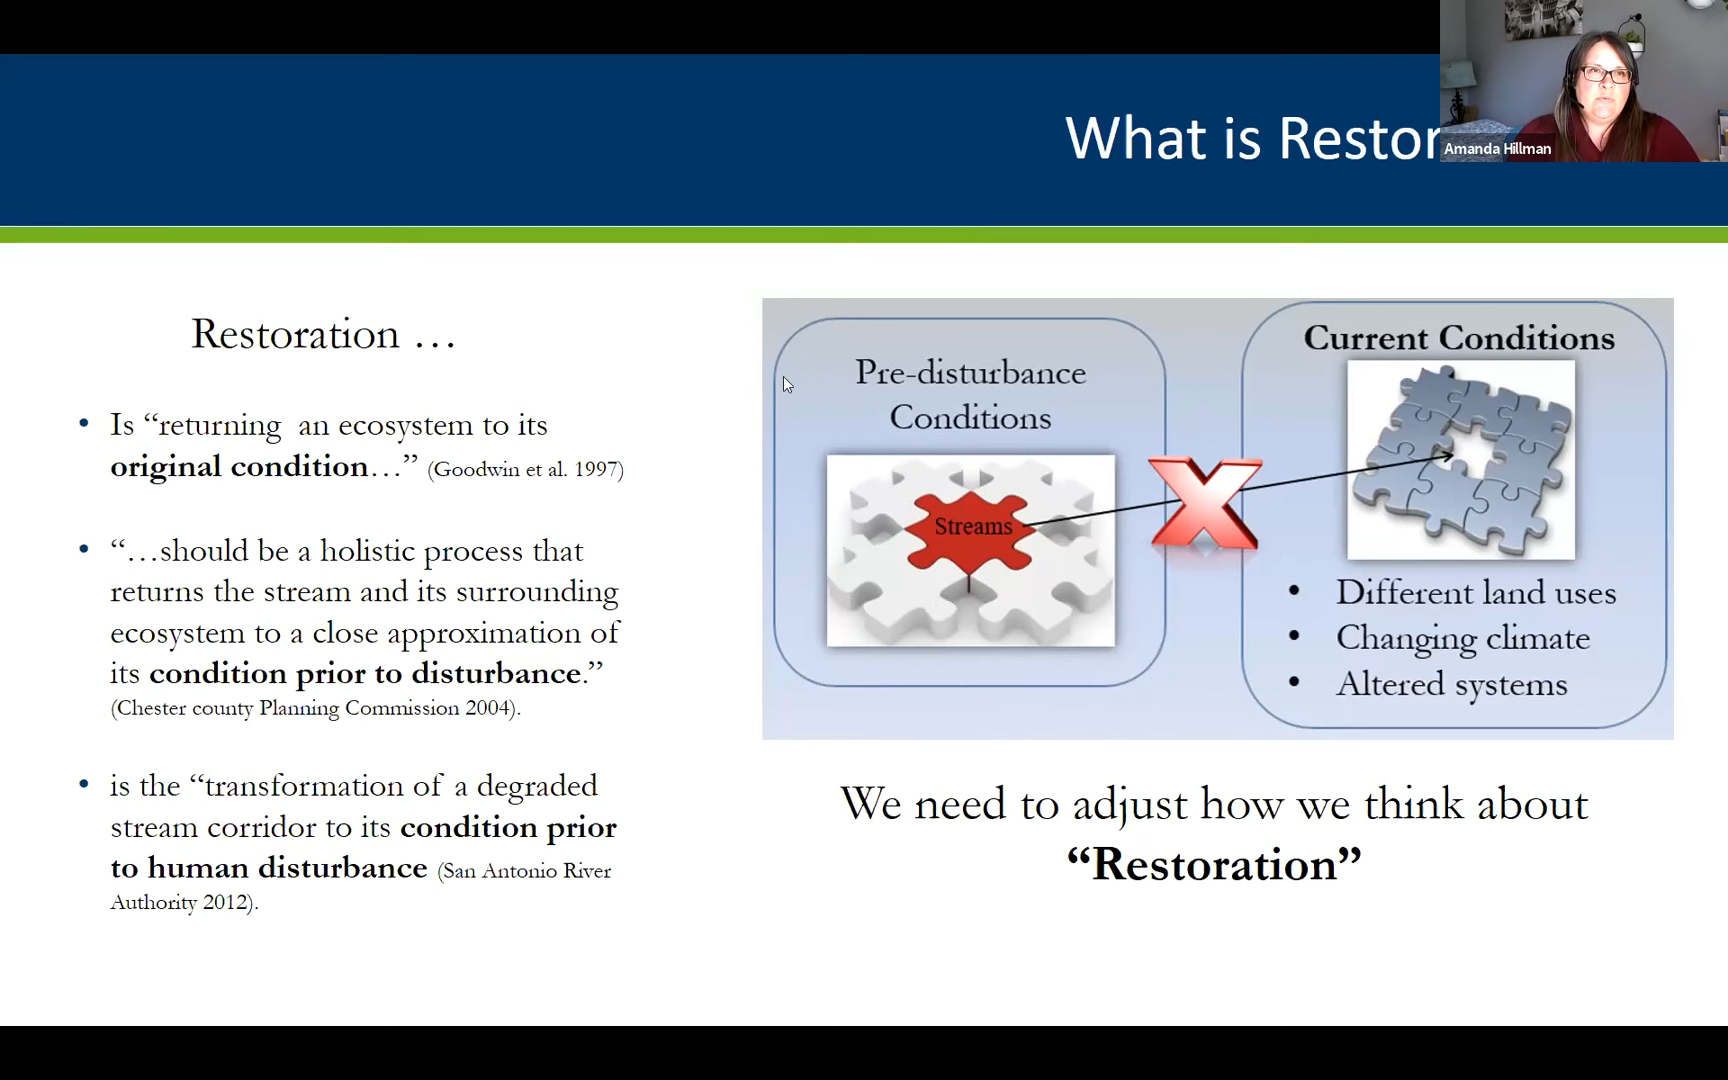 What is Restor
Amanda Hillman
Restoration …
• Is “returning an ecosystem to its
original condition…” (Goodwin et al. 1997)
• “…should be a holistic process that
returns the stream and its surrounding
ecosystem to a close approximation of
its condition prior to disturbance.”
(Chester county Planning Commission 2004).
• is the “transformation of a degraded
stream corridor to its condition prior
to human disturbance (San Antonio River
Authority 2012).
Pre-disturbance
Conditions
Streams
X
Current Conditions
• Different land uses
• Changing climate
• Altered systems
We need to adjust how we think about
“Restoration”